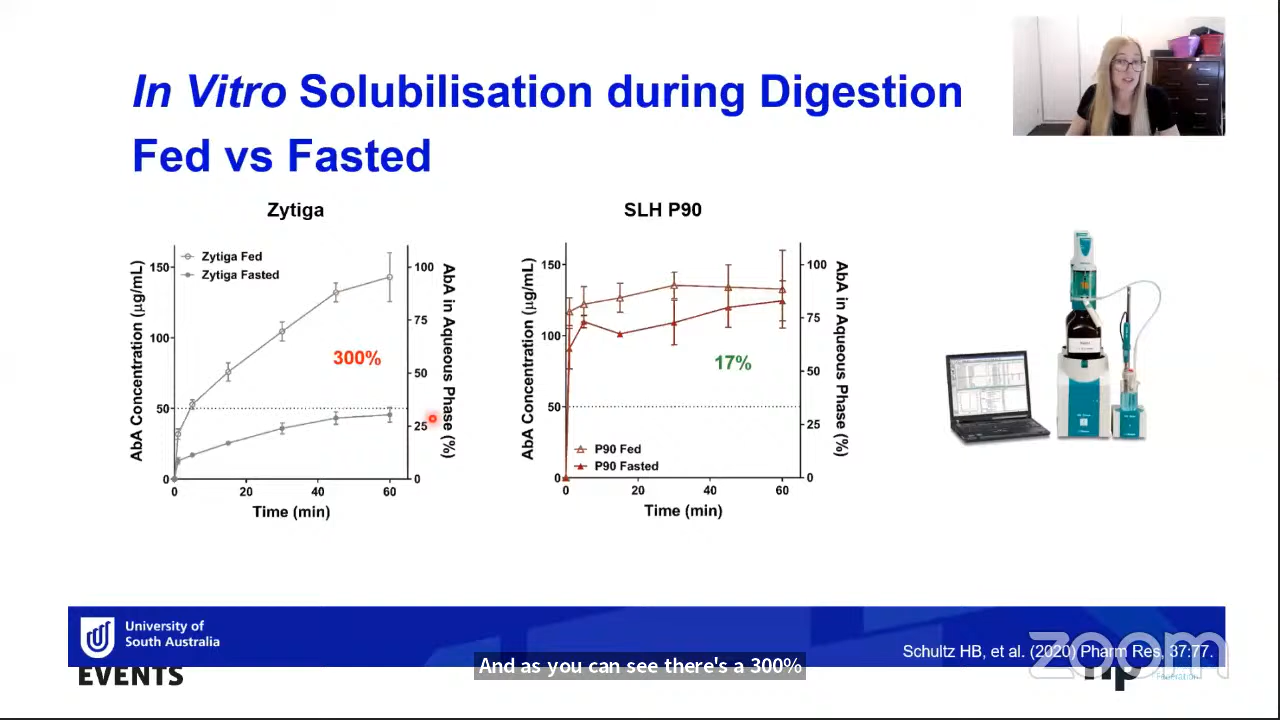 In Vitro Solubilisation during Digestion
Fed vs Fasted
Zytiga
Zytiga Fed
Zytiga Fasted
AbA Concentration (μg/mL)
150
100
50
0
0
20
40
60
Time (min)
100
75
50
25
0
AbA in Aqueous Phase (%)
300%
SLH P90
AbA Concentration (μg/mL)
150
100
50
0
0
20
40
60
Time (min)
100
75
50
25
0
AbA in Aqueous Phase (%)
17%
P90 Fed
P90 Fasted
University of
South Australia
Schultz HB, et al. (2020) Pharm Res, 37:77.
zoom
EVENTS
And as you can see there's a 300%